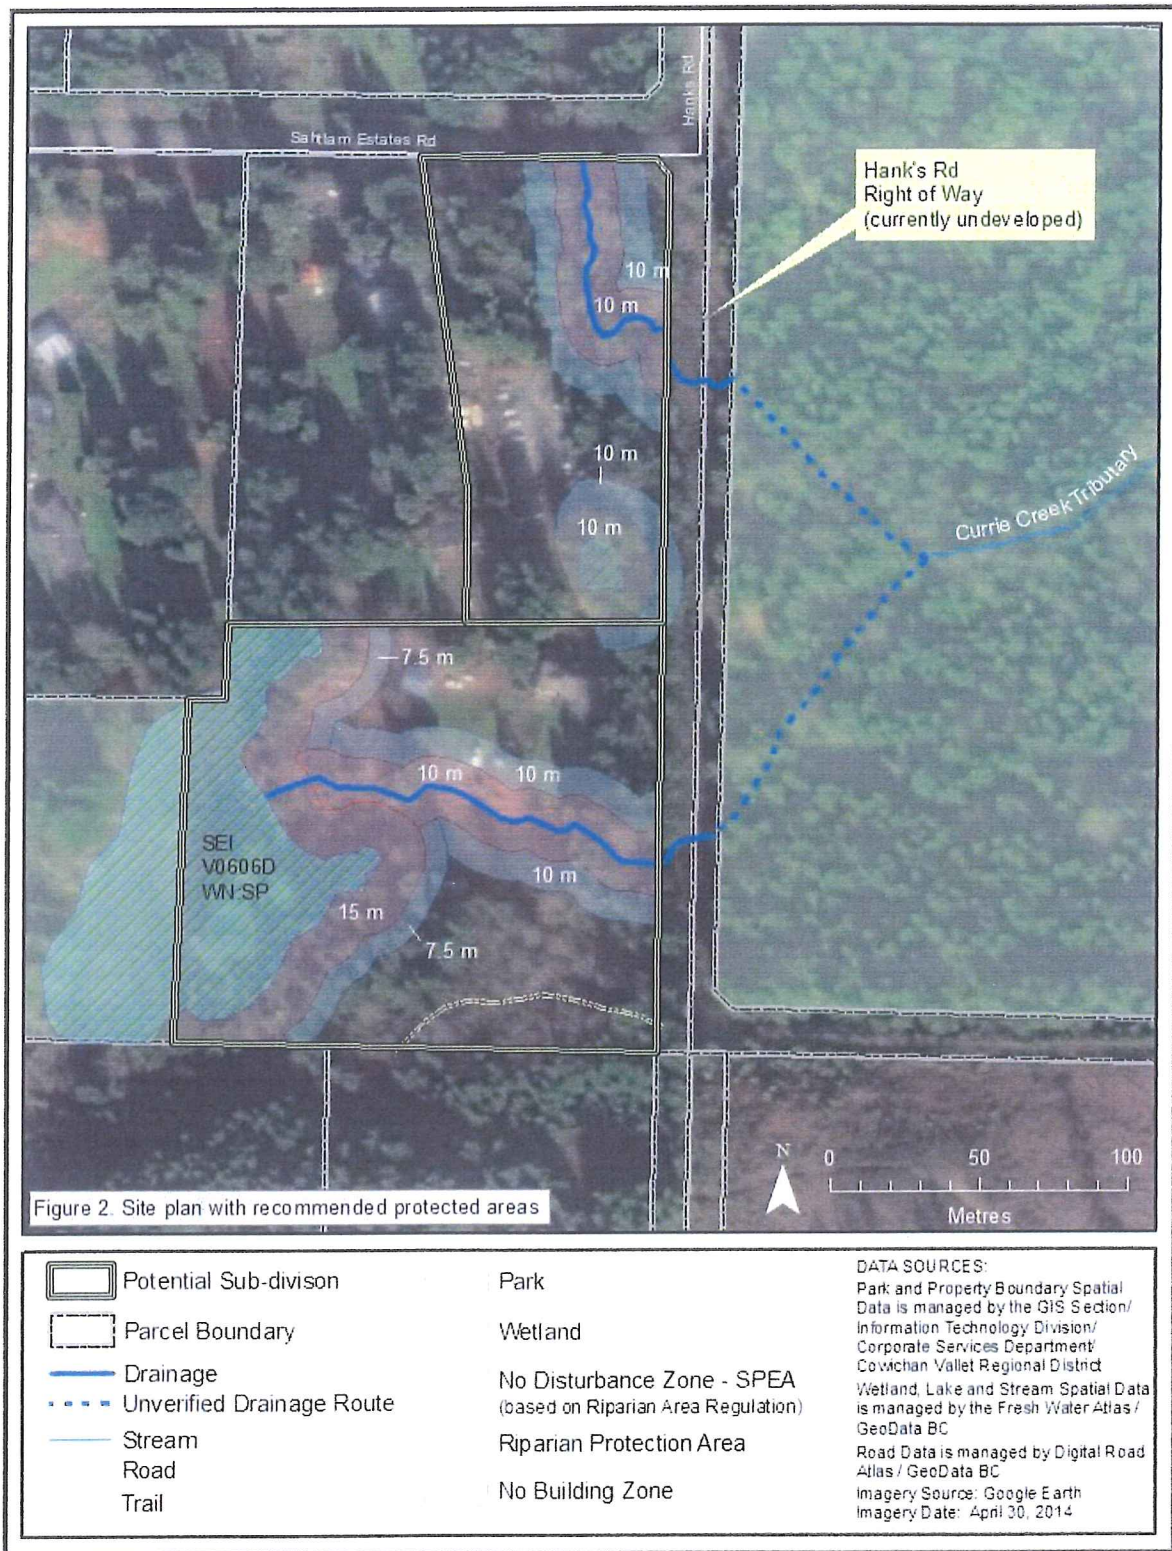 Hanks Rd
Sahtlam Estates Rd
Hank's Rd
Right of Way
(currently undeveloped)
10 m
10 m
10 m
10 m
Currie Creek Tributary
7.5 m
10 m
10 m
SEI
V0606D
WN:SP
10 m
15 m
7.5 m
N
0 50 100
Metres
Figure 2. Site plan with recommended protected areas
Potential Sub-divison
Parcel Boundary
Drainage
Unverified Drainage Route
Stream
Road
Trail
Park
Wetland
No Disturbance Zone - SPEA
(based on Riparian Area Regulation)
Riparian Protection Area
No Building Zone
DATA SOURCES:
Park and Property Boundary Spatial
Data is managed by the GIS Section/
Information Technology Division/
Corporate Services Department/
Cowichan Vallet Regional District
Wetland, Lake and Stream Spatial Data
is managed by the Fresh Water Atlas /
GeoData BC
Road Data is managed by Digital Road
Atlas / GeoData BC
Imagery Source: Google Earth
Imagery Date: April 30, 2014